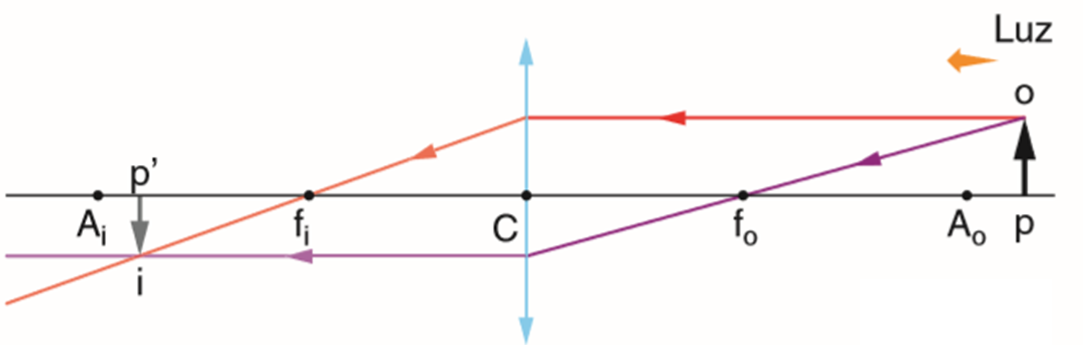 Luz
o
p’
Aᵢ fᵢ C fₒ Aₒ p
i